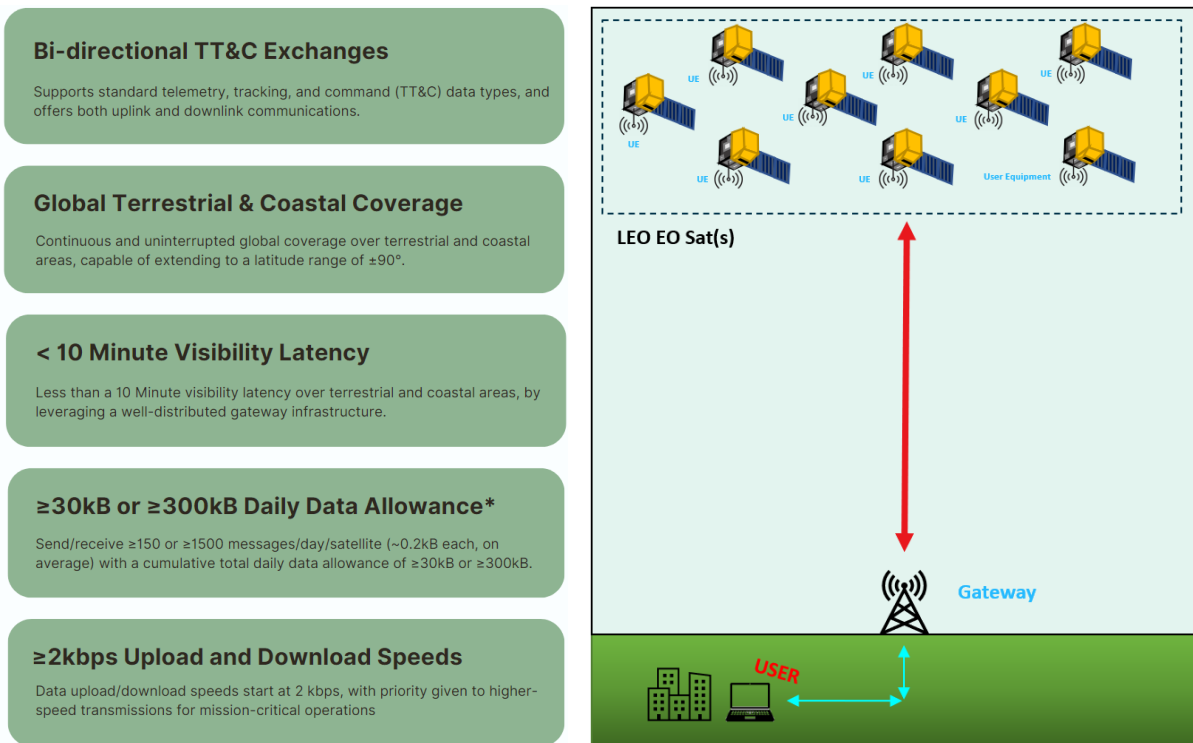 Bi-directional TT&C Exchanges
Supports standard telemetry, tracking, and command (TT&C) data types, and
offers both uplink and downlink communications.
Global Terrestrial & Coastal Coverage
Continuous and uninterrupted global coverage over terrestrial and coastal
areas, capable of extending to a latitude range of ±90°.
< 10 Minute Visibility Latency
Less than a 10 Minute visibility latency over terrestrial and coastal areas, by
leveraging a well-distributed gateway infrastructure.
≥30kB or ≥300kB Daily Data Allowance*
Send/receive ≥150 or ≥1500 messages/day/satellite (~0.2kB each, on
average) with a cumulative total daily data allowance of ≥30kB or ≥300kB.
≥2kbps Upload and Download Speeds
Data upload/download speeds start at 2 kbps, with priority given to higher-
speed transmissions for mission-critical operations
UE
UE
UE
UE
UE
UE
UE
UE
User Equipment
LEO EO Sat(s)
Gateway
USER